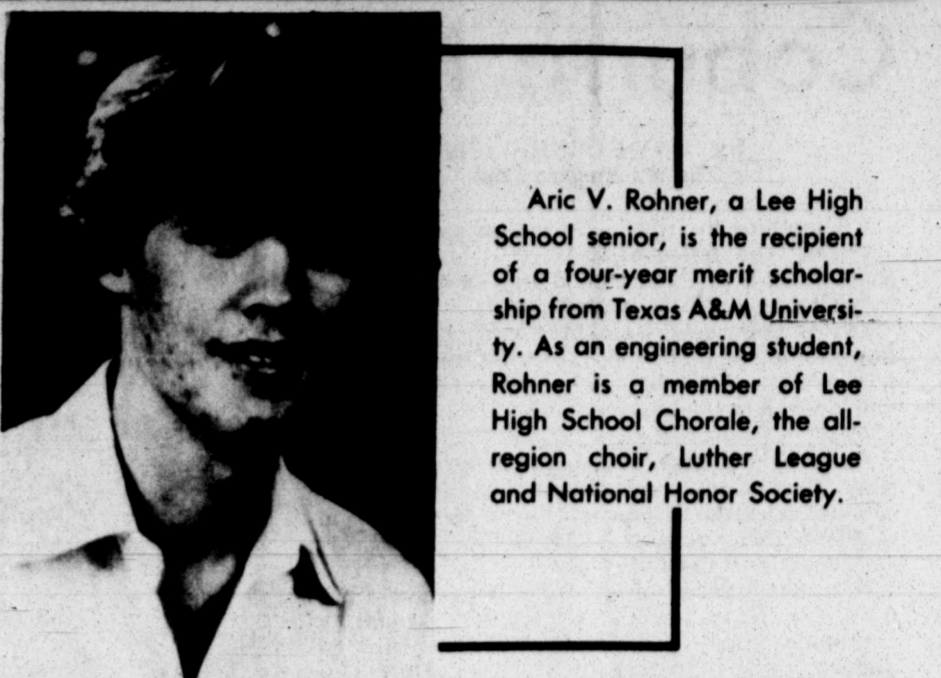 Aric V. Rohner, a Lee High
School senior, is the recipient
of a four-year merit scholar-
ship from Texas A&M Universi-
ty. As an engineering student,
Rohner is a member of Lee
High School Chorale, the all-
region choir, Luther League
and National Honor Society.